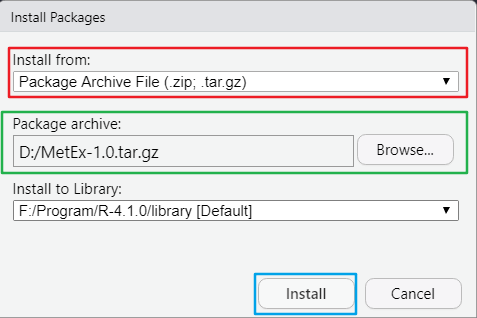 Install Packages
Install from:
Package Archive File (.zip; .tar.gz)
Package archive:
D:/MetEx-1.0.tar.gz
Browse...
Install to Library:
F:/Program/R-4.1.0/library [Default]
Install
Cancel